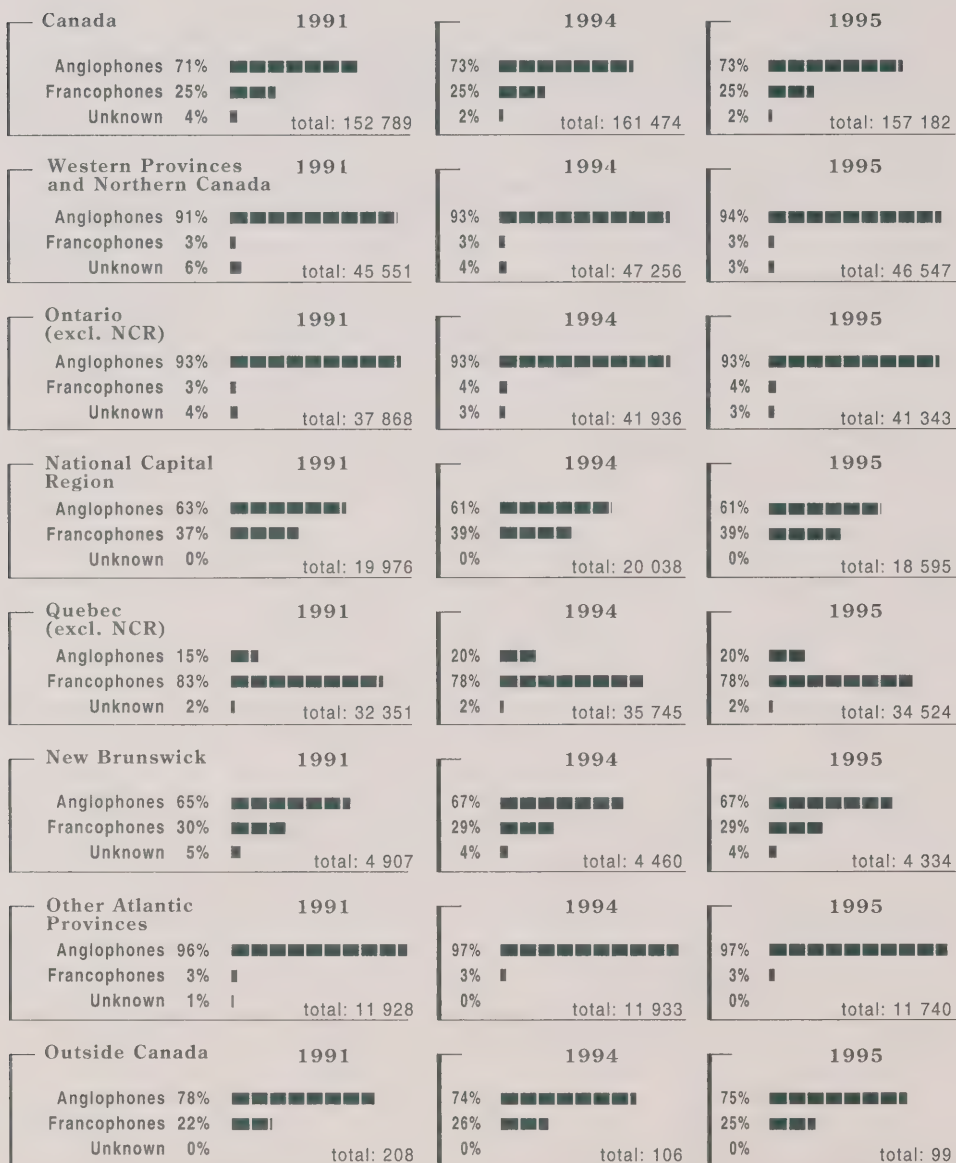 Canada 1991 1994 1995
Anglophones 71% 73% 73%
Francophones 25% 25% 25%
Unknown 4% total: 152 789 2% total: 161 474 2% total: 157 182
Western Provinces
and Northern Canada 1991 1994 1995
Anglophones 91% 93% 94%
Francophones 3% 3% 3%
Unknown 6% total: 45 551 4% total: 47 256 3% total: 46 547
Ontario
(excl. NCR) 1991 1994 1995
Anglophones 93% 93% 93%
Francophones 3% 4% 4%
Unknown 4% total: 37 868 3% total: 41 936 3% total: 41 343
National Capital
Region 1991 1994 1995
Anglophones 63% 61% 61%
Francophones 37% 39% 39%
Unknown 0% total: 19 976 0% total: 20 038 0% total: 18 595
Quebec
(excl. NCR) 1991 1994 1995
Anglophones 15% 20% 20%
Francophones 83% 78% 78%
Unknown 2% total: 32 351 2% total: 35 745 2% total: 34 524
New Brunswick 1991 1994 1995
Anglophones 65% 67% 67%
Francophones 30% 29% 29%
Unknown 5% total: 4 907 4% total: 4 460 4% total: 4 334
Other Atlantic
Provinces 1991 1994 1995
Anglophones 96% 97% 97%
Francophones 3% 3% 3%
Unknown 1% total: 11 928 0% total: 11 933 0% total: 11 740
Outside Canada 1991 1994 1995
Anglophones 78% 74% 75%
Francophones 22% 26% 25%
Unknown 0% total: 208 0% total: 106 0% total: 99